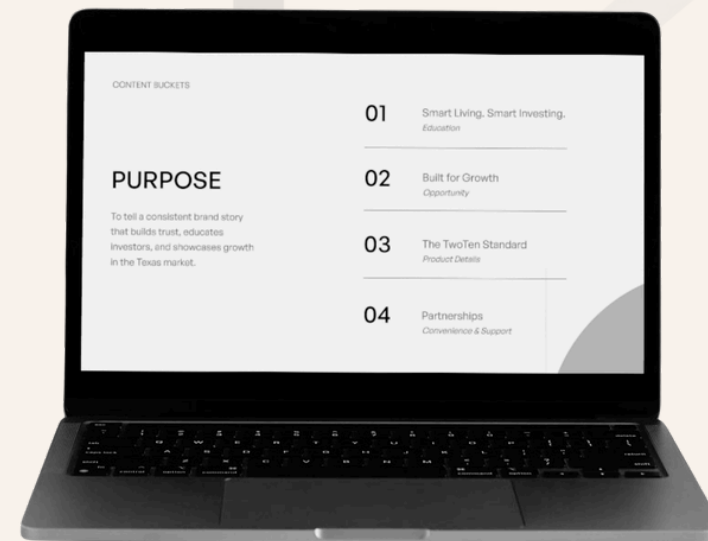 CONTENT BUCKETS
PURPOSE
To tell a consistent brand story
that builds trust, educates
investors, and showcases growth
in the Texas market.
01
Smart Living. Smart Investing.
Education
02
Built for Growth
Opportunity
03
The TwoTen Standard
Product Details
04
Partnerships
Convenience & Support